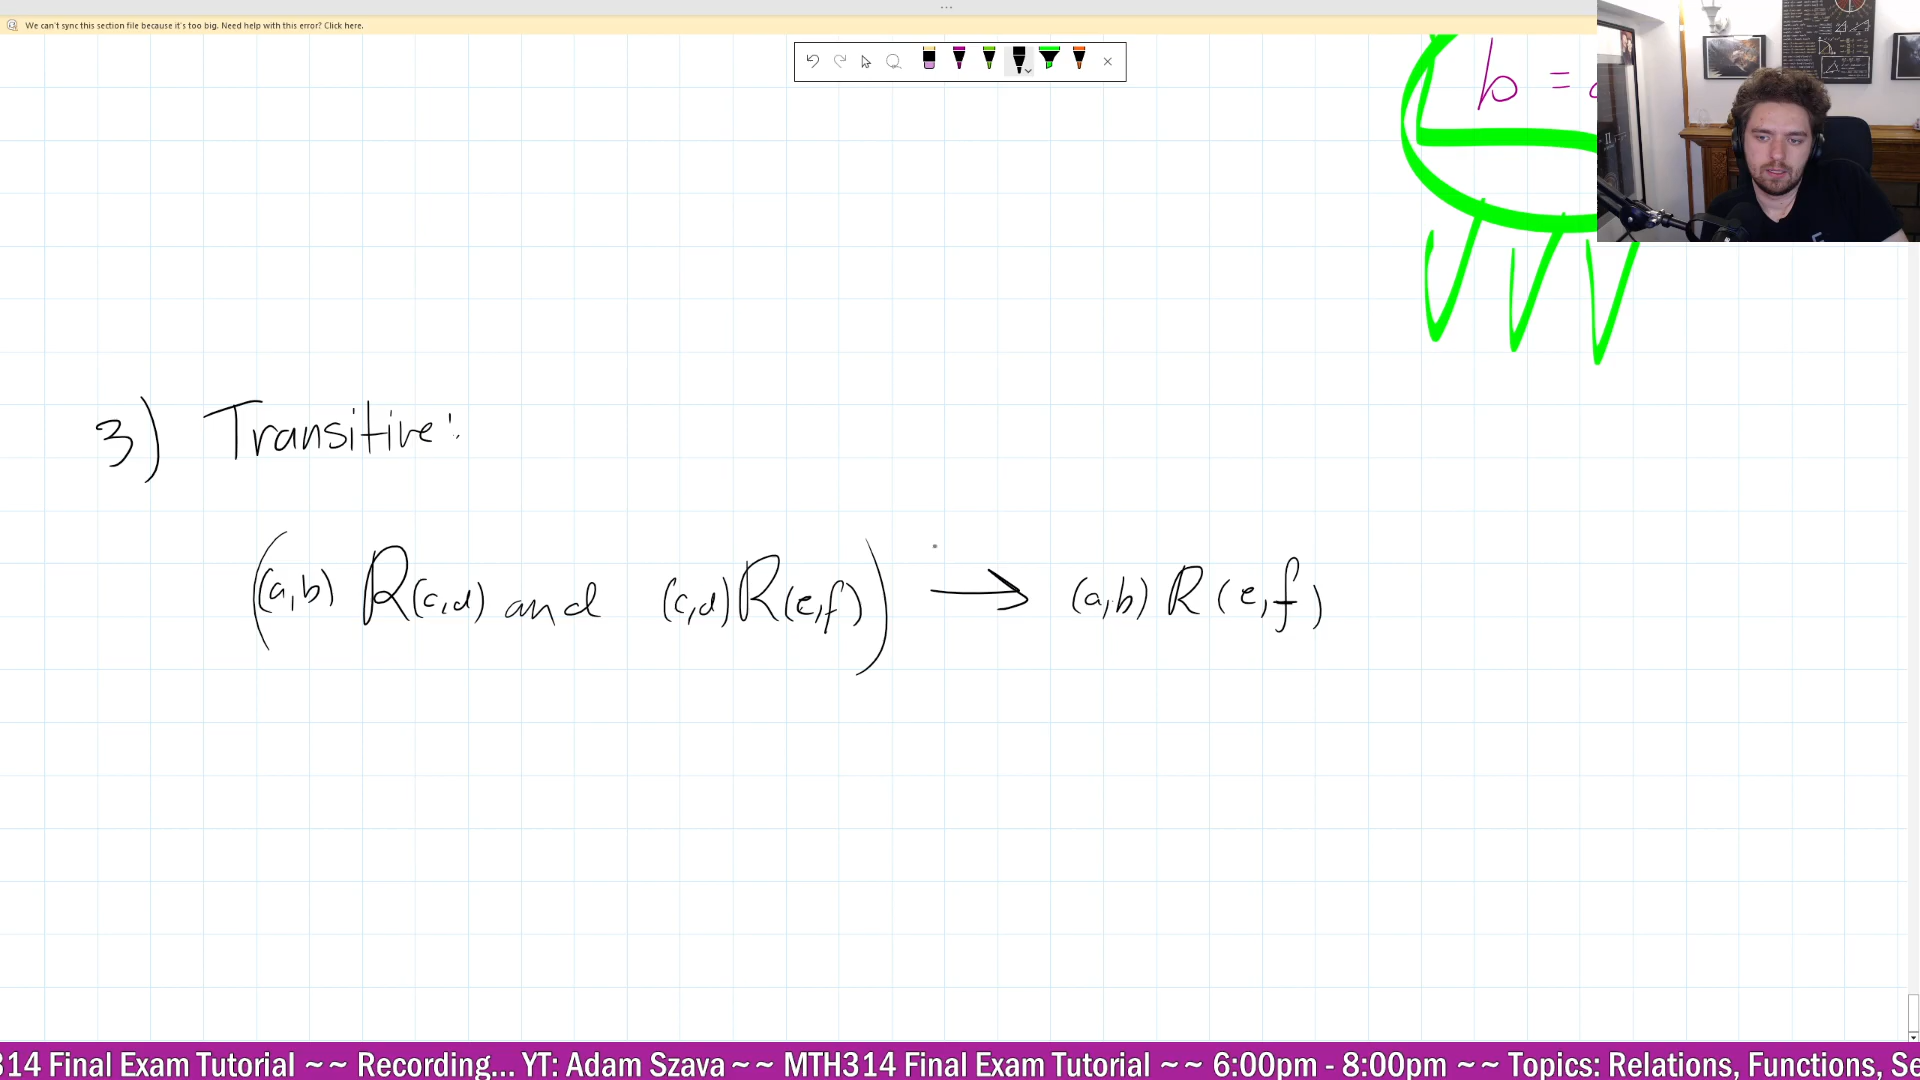 We can't sync this section file because it's too big. Need help with this error? Click here.
b =
3) Transitive:
((a,b) R (c,d) and (c,d) R (e,f)) → (a,b) R (e,f)
314 Final Exam Tutorial ~~ Recording... YT: Adam Szava ~~ MTH314 Final Exam Tutorial ~~ 6:00pm - 8:00pm ~~ Topics: Relations, Functions, Se